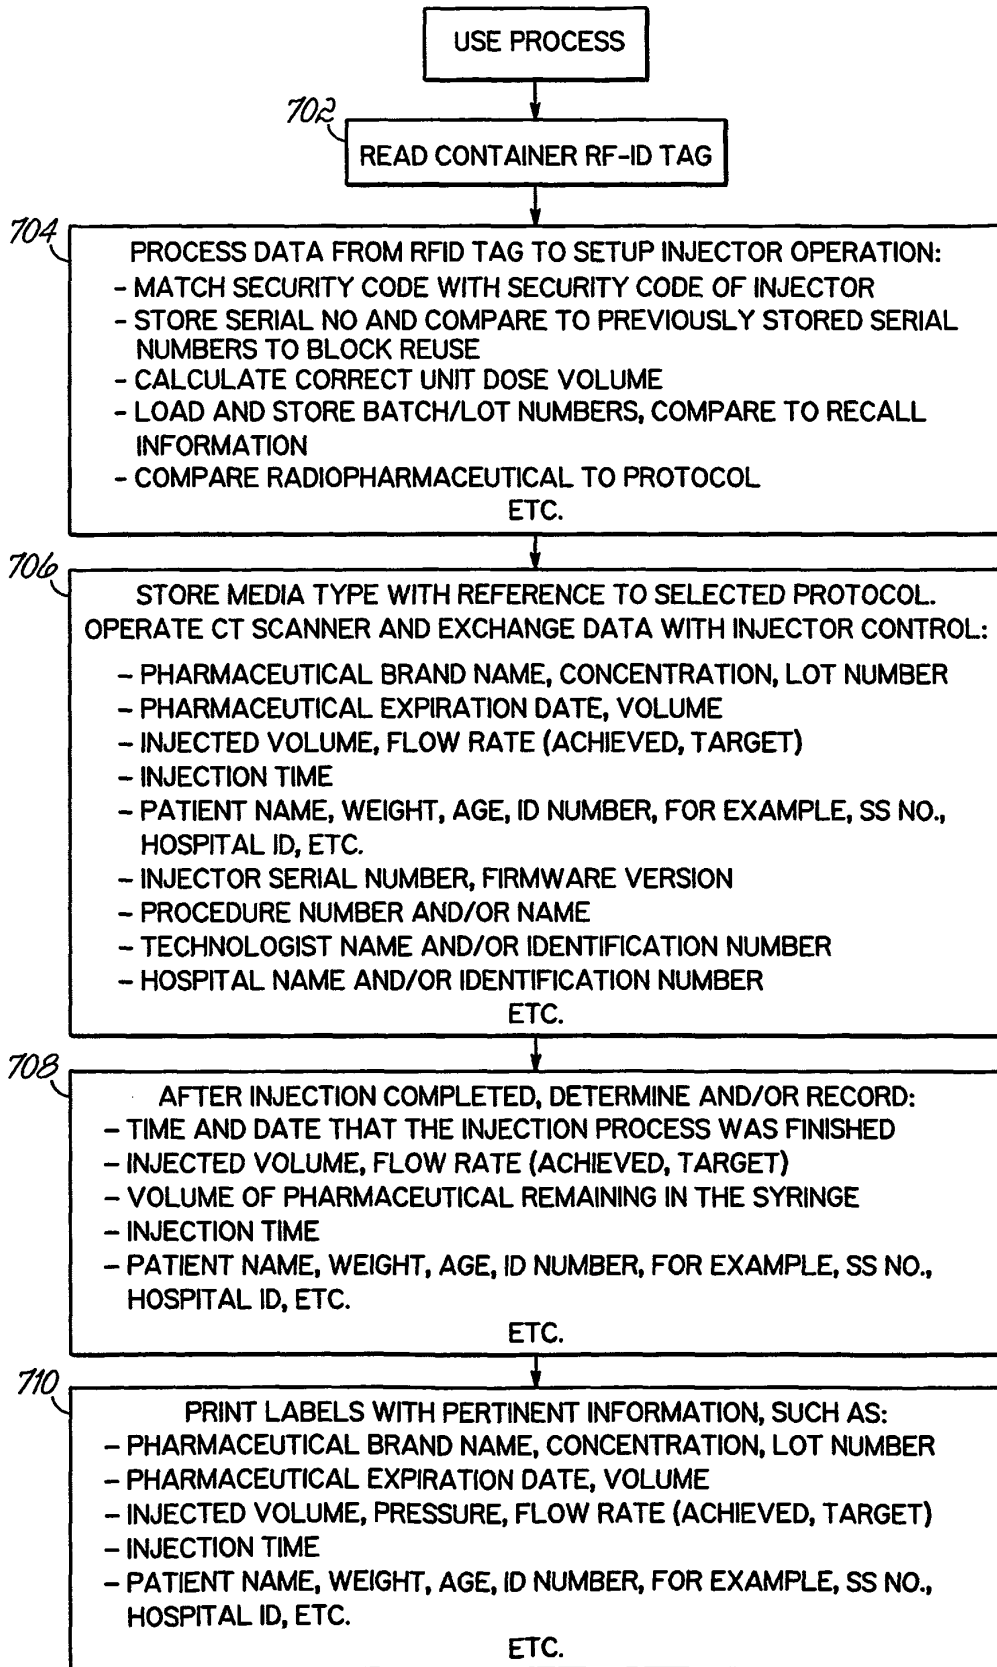 USE PROCESS
702
READ CONTAINER RF-ID TAG
704
PROCESS DATA FROM RFID TAG TO SETUP INJECTOR OPERATION:
- MATCH SECURITY CODE WITH SECURITY CODE OF INJECTOR
- STORE SERIAL NO AND COMPARE TO PREVIOUSLY STORED SERIAL
NUMBERS TO BLOCK REUSE
- CALCULATE CORRECT UNIT DOSE VOLUME
- LOAD AND STORE BATCH/LOT NUMBERS, COMPARE TO RECALL
INFORMATION
- COMPARE RADIOPHARMACEUTICAL TO PROTOCOL
ETC.
706
STORE MEDIA TYPE WITH REFERENCE TO SELECTED PROTOCOL.
OPERATE CT SCANNER AND EXCHANGE DATA WITH INJECTOR CONTROL:
- PHARMACEUTICAL BRAND NAME, CONCENTRATION, LOT NUMBER
- PHARMACEUTICAL EXPIRATION DATE, VOLUME
- INJECTED VOLUME, FLOW RATE (ACHIEVED, TARGET)
- INJECTION TIME
- PATIENT NAME, WEIGHT, AGE, ID NUMBER, FOR EXAMPLE, SS NO.,
HOSPITAL ID, ETC.
- INJECTOR SERIAL NUMBER, FIRMWARE VERSION
- PROCEDURE NUMBER AND/OR NAME
- TECHNOLOGIST NAME AND/OR IDENTIFICATION NUMBER
- HOSPITAL NAME AND/OR IDENTIFICATION NUMBER
ETC.
708
AFTER INJECTION COMPLETED, DETERMINE AND/OR RECORD:
- TIME AND DATE THAT THE INJECTION PROCESS WAS FINISHED
- INJECTED VOLUME, FLOW RATE (ACHIEVED, TARGET)
- VOLUME OF PHARMACEUTICAL REMAINING IN THE SYRINGE
- INJECTION TIME
- PATIENT NAME, WEIGHT, AGE, ID NUMBER, FOR EXAMPLE, SS NO.,
HOSPITAL ID, ETC.
ETC.
710
PRINT LABELS WITH PERTINENT INFORMATION, SUCH AS:
- PHARMACEUTICAL BRAND NAME, CONCENTRATION, LOT NUMBER
- PHARMACEUTICAL EXPIRATION DATE, VOLUME
- INJECTED VOLUME, PRESSURE, FLOW RATE (ACHIEVED, TARGET)
- INJECTION TIME
- PATIENT NAME, WEIGHT, AGE, ID NUMBER, FOR EXAMPLE, SS NO.,
HOSPITAL ID, ETC.
ETC.